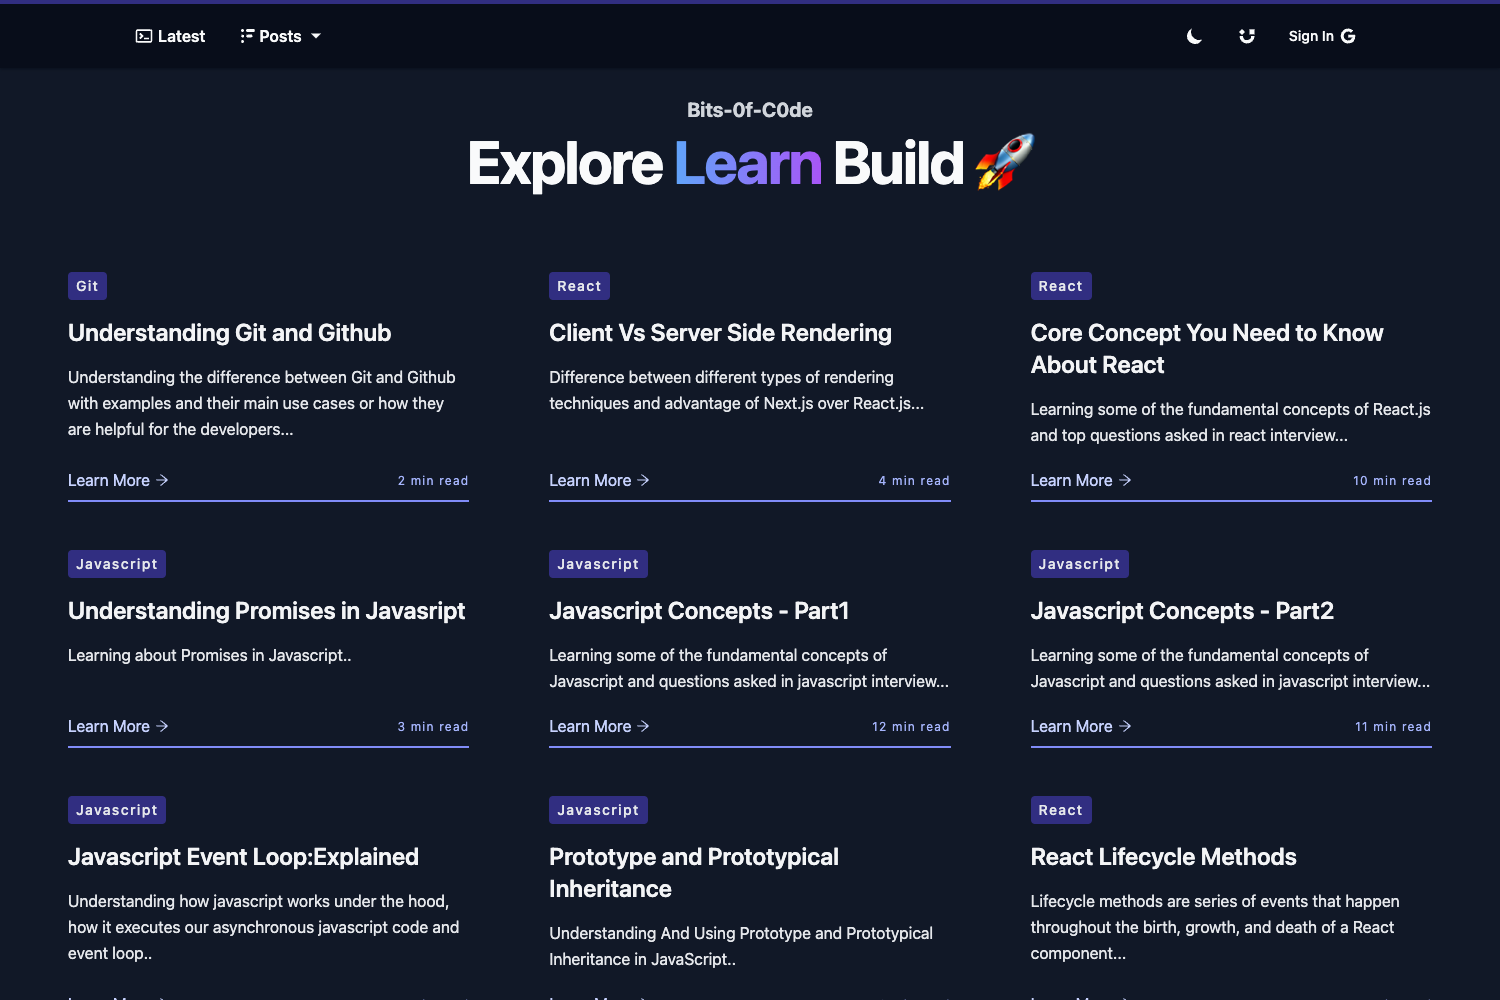 Latest
Posts
Sign In
Bits-0f-C0de
Explore Learn Build 🚀
Git
Understanding Git and Github
Understanding the difference between Git and Github
with examples and their main use cases or how they
are helpful for the developers...
Learn More →
2 min read
React
Client Vs Server Side Rendering
Difference between different types of rendering
techniques and advantage of Next.js over React.js...
Learn More →
4 min read
React
Core Concept You Need to Know
About React
Learning some of the fundamental concepts of React.js
and top questions asked in react interview...
Learn More →
10 min read
Javascript
Understanding Promises in Javasript
Learning about Promises in Javascript..
Learn More →
3 min read
Javascript
Javascript Concepts - Part1
Learning some of the fundamental concepts of
Javascript and questions asked in javascript interview...
Learn More →
12 min read
Javascript
Javascript Concepts - Part2
Learning some of the fundamental concepts of
Javascript and questions asked in javascript interview...
Learn More →
11 min read
Javascript
Javascript Event Loop:Explained
Understanding how javascript works under the hood,
how it executes our asynchronous javascript code and
event loop..
Javascript
Prototype and Prototypical
Inheritance
Understanding And Using Prototype and Prototypical
Inheritance in JavaScript..
React
React Lifecycle Methods
Lifecycle methods are series of events that happen
throughout the birth, growth, and death of a React
component...